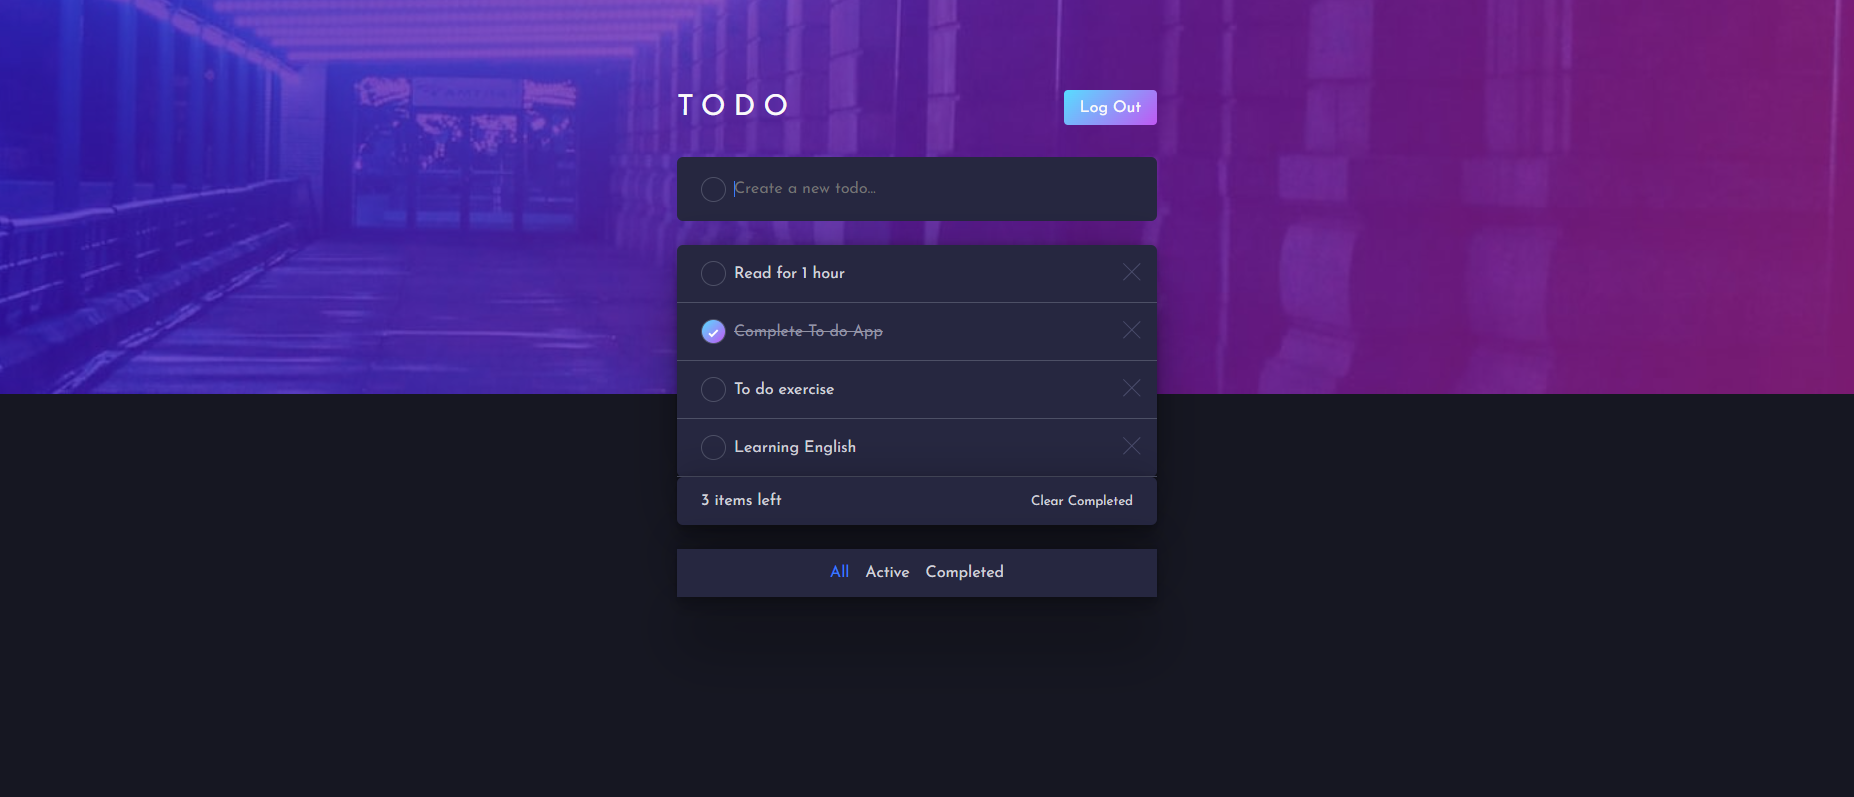 TODO
Log Out
Create a new todo...
Read for 1 hour
Complete To do App
To do exercise
Learning English
3 items left
Clear Completed
All Active Completed